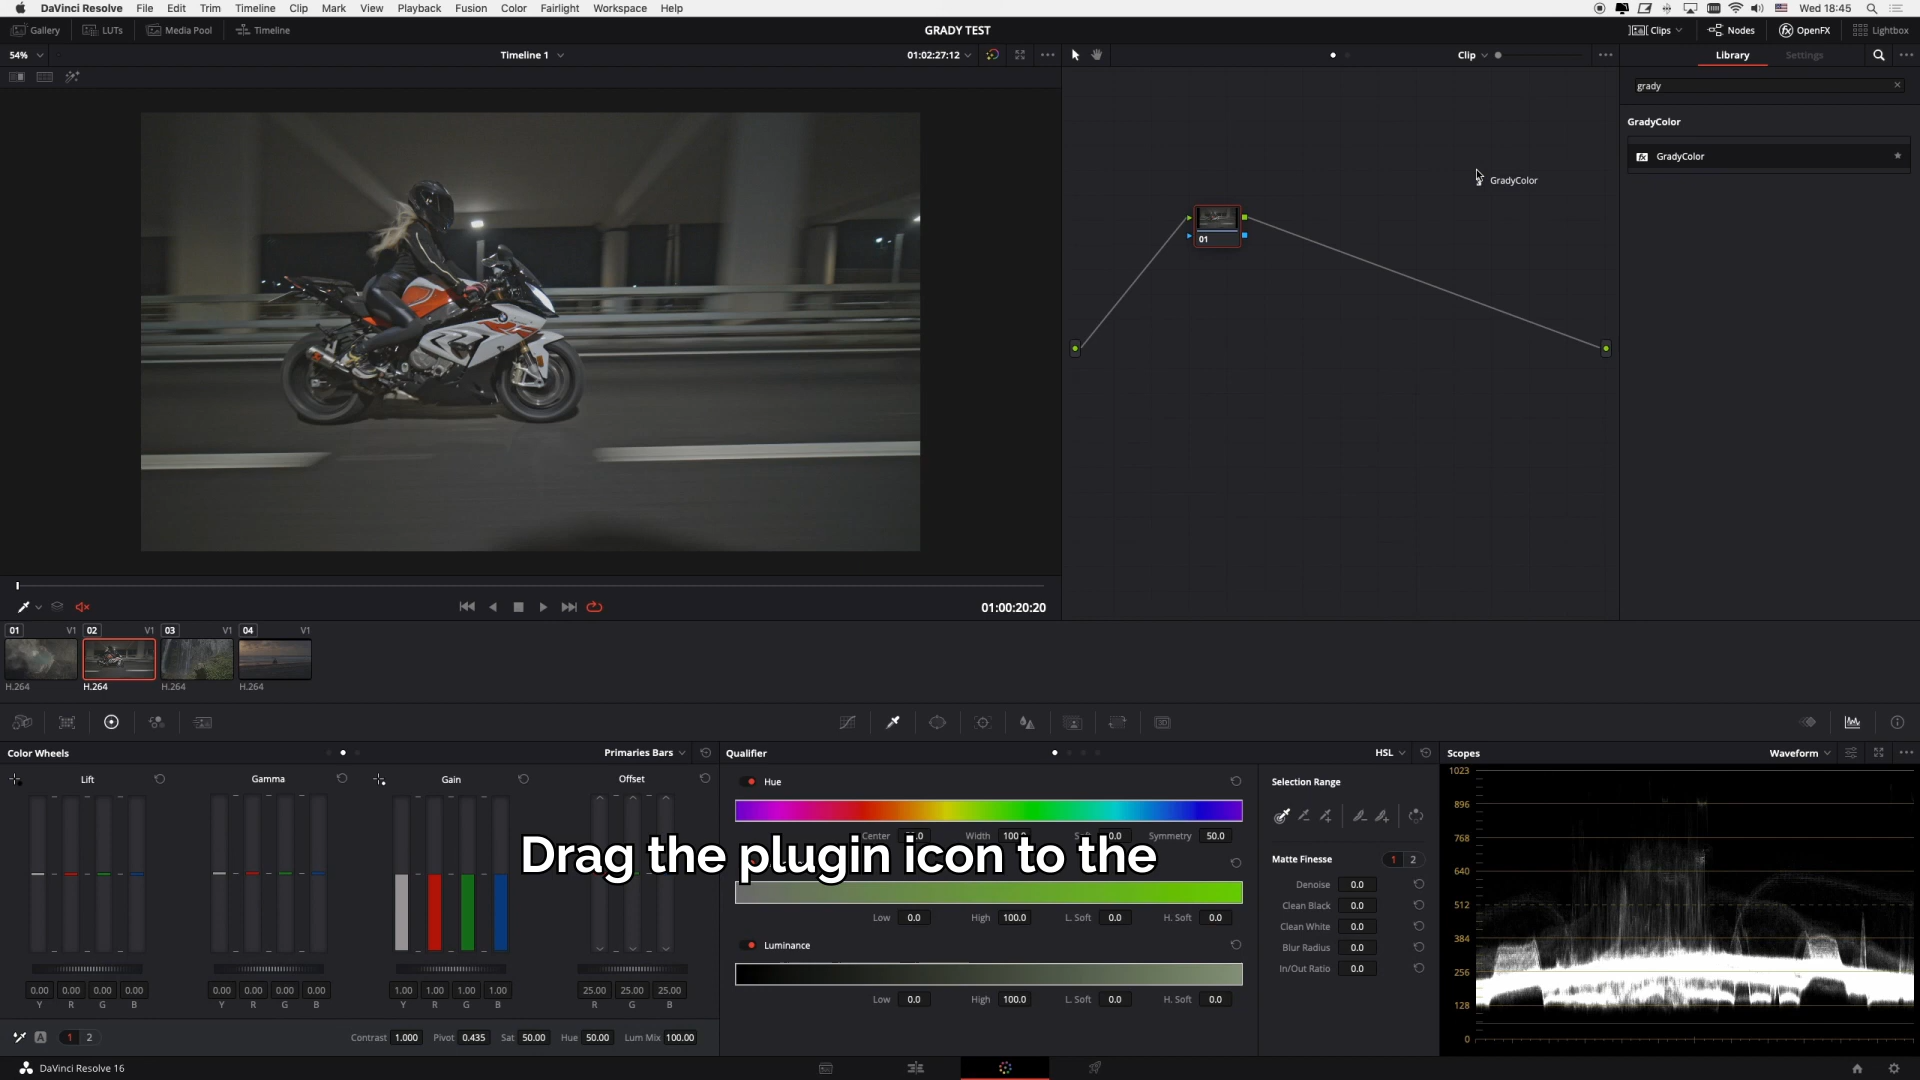 DaVinci Resolve File Edit Trim Timeline Clip Mark View Playback Fusion Color Fairlight Workspace Help Wed 18:45
Gallery LUTs Media Pool Timeline GRADY TEST Clips Nodes OpenFX Lightbox
54% Timeline 1 01:02:27:12 Clip Library Settings
grady
GradyColor
GradyColor
GradyColor
01
01:00:20:20
01 V1 02 V1 03 V1 04 V1
H.264 H.264 H.264 H.264
Color Wheels Primaries Bars Qualifier HSL Scopes Waveform
Lift Gamma Gain Offset
Hue
Selection Range
Center Width 100.0 Symmetry 50.0
Drag the plugin icon to the
Matte Finesse 1 2
Denoise 0.0
Clean Black 0.0
Clean White 0.0
Blur Radius 0.0
In/Out Ratio 0.0
Low 0.0 High 100.0 L. Soft 0.0 H. Soft 0.0
Luminance
Low 0.0 High 100.0 L. Soft 0.0 H. Soft 0.0
0.00 0.00 0.00 0.00 0.00 0.00 0.00 0.00 1.00 1.00 1.00 1.00 25.00 25.00 25.00
Y R G B Y R G B Y R G B R G B
A 1 2 Contrast 1.000 Pivot 0.435 Sat 50.00 Hue 50.00 Lum Mix 100.00
1023
896
768
640
512
384
256
128
0
DaVinci Resolve 16